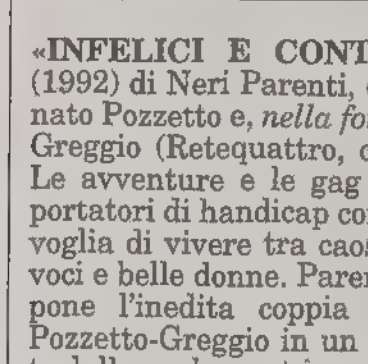 «INFELICI E CONT
(1992) di Neri Parenti,
nato Pozzetto e, nella fo
Greggio (Retequattro,
Le avventure e le gag
portatori di handicap co
voglia di vivere tra cao
voci e belle donne. Paren
pone l'inedita coppia
Pozzetto-Greggio in un